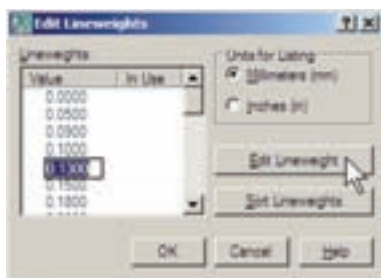 Edit Lineweights
Lineweights
Value In Use
0.0000
0.0500
0.0900
0.1000
0.1300
0.1500
0.1800
Units for Listing
Millimeters (mm)
Inches (in)
Edit Lineweight
Sort Lineweights
OK Cancel Help